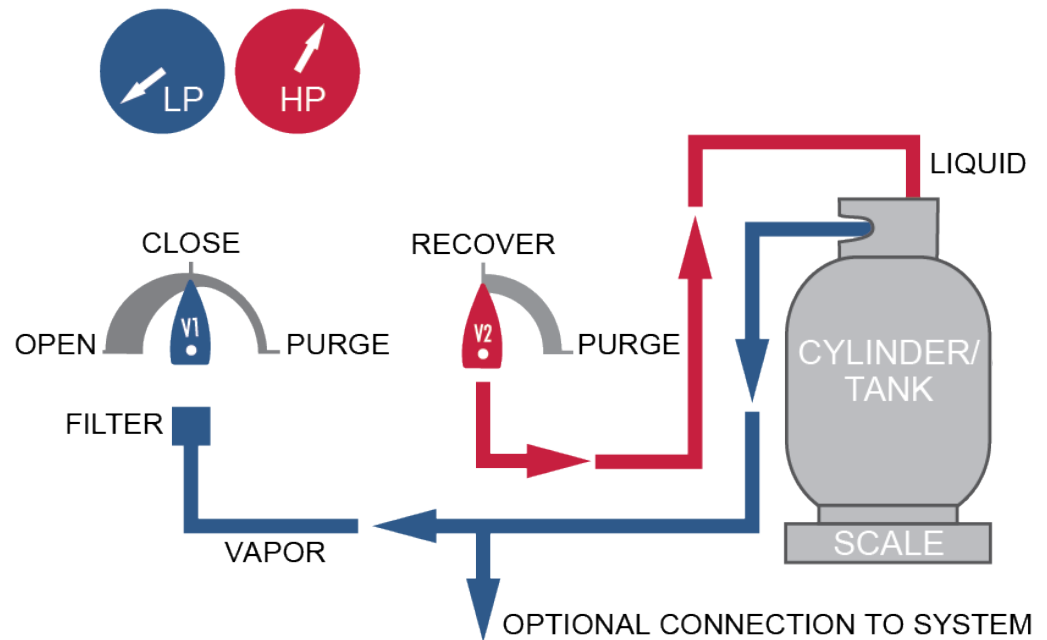 LP
HP
LIQUID
CLOSE
RECOVER
OPEN
V1
PURGE
V2
PURGE
CYLINDER/
TANK
FILTER
VAPOR
SCALE
OPTIONAL CONNECTION TO SYSTEM